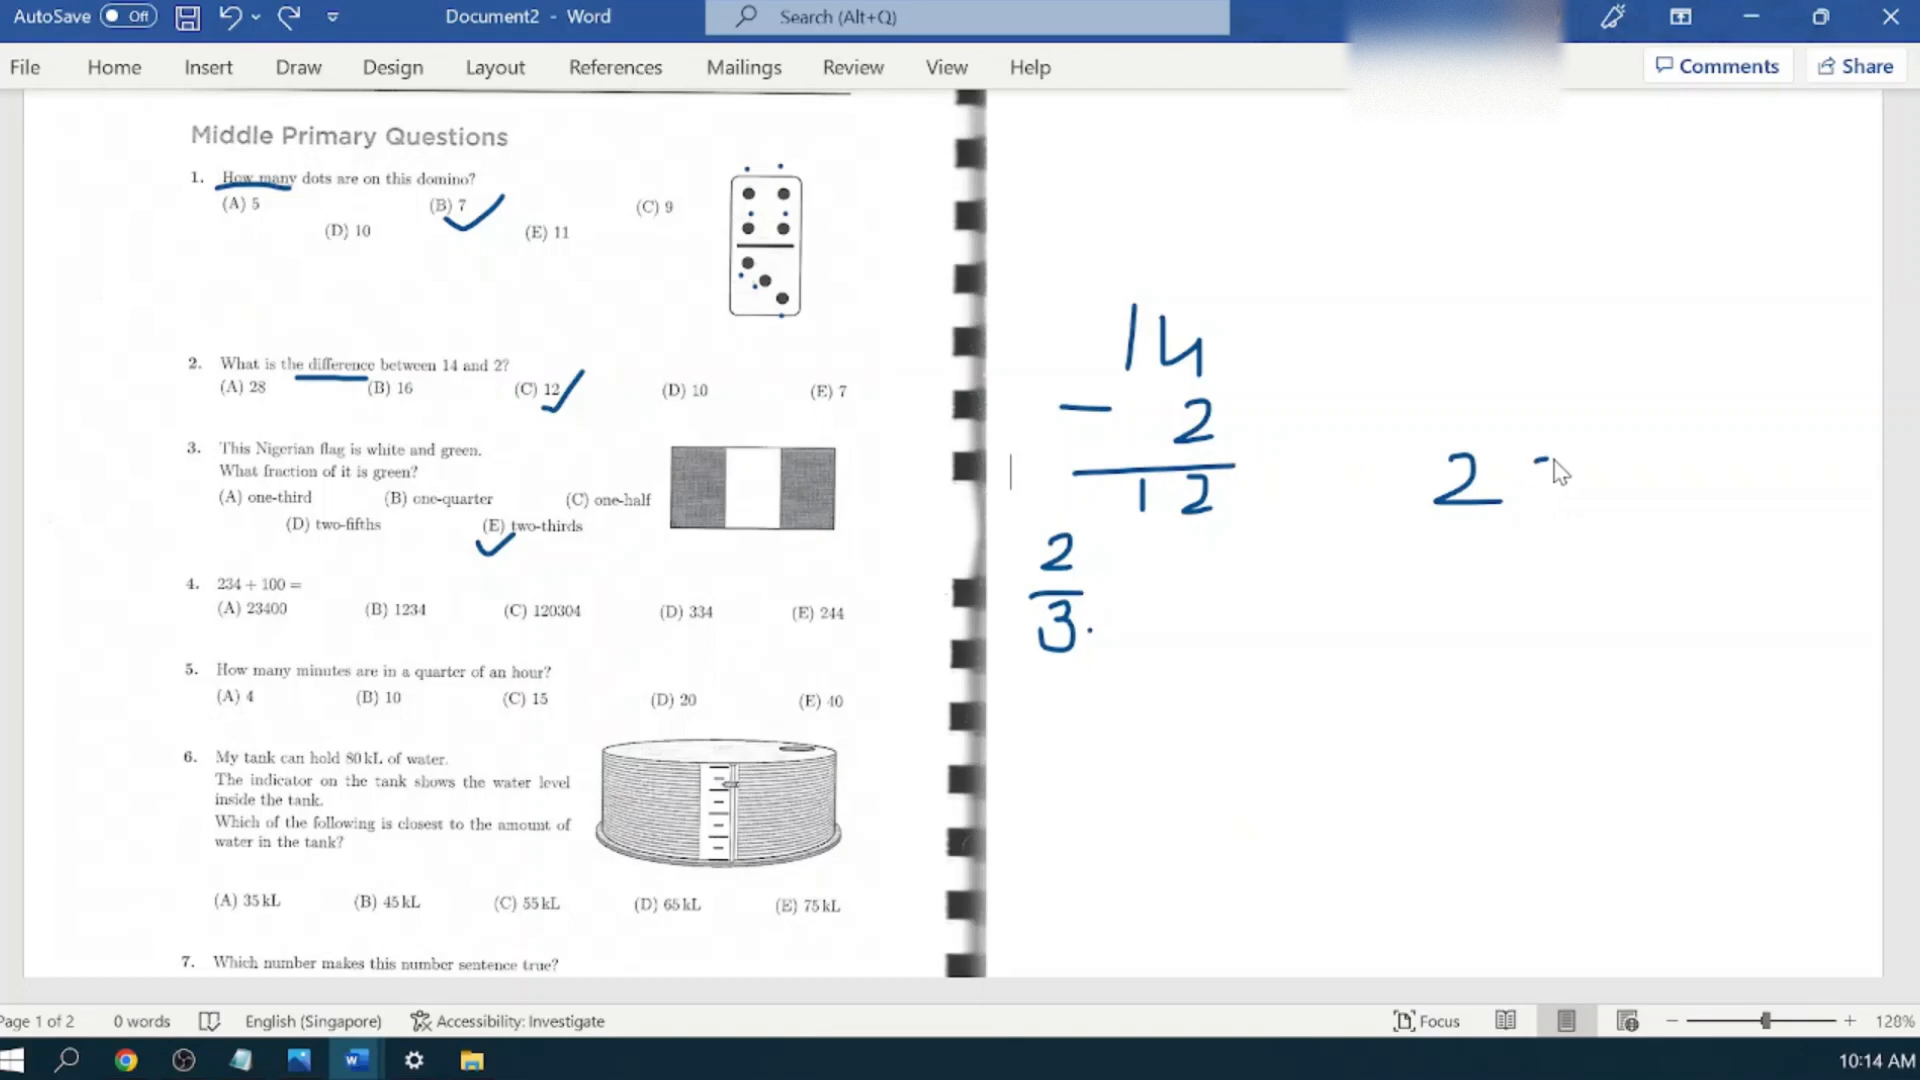 AutoSave Off Document2 - Word Search (Alt+Q)
File Home Insert Draw Design Layout References Mailings Review View Help Comments Share
Middle Primary Questions
1. How many dots are on this domino?
(A) 5 (B) 7 (C) 9
(D) 10 (E) 11
2. What is the difference between 14 and 2?
(A) 28 (B) 16 (C) 12 (D) 10 (E) 7
3. This Nigerian flag is white and green.
What fraction of it is green?
(A) one-third (B) one-quarter (C) one-half
(D) two-fifths (E) two-thirds
4. 234 + 100 =
(A) 23400 (B) 1234 (C) 120304 (D) 334 (E) 244
5. How many minutes are in a quarter of an hour?
(A) 4 (B) 10 (C) 15 (D) 20 (E) 40
6. My tank can hold 80 kL of water.
The indicator on the tank shows the water level
inside the tank.
Which of the following is closest to the amount of
water in the tank?
(A) 35 kL (B) 45 kL (C) 55 kL (D) 65 kL (E) 75 kL
7. Which number makes this number sentence true?
14
- 2
12
2
3.
2
Page 1 of 2 0 words English (Singapore) Accessibility: Investigate Focus 128%
10:14 AM